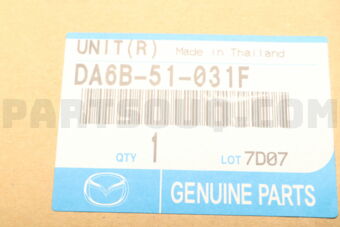 UNIT(R) Made in Thailand
DA6B-51-031F
PARTSOUQ.COM
QTY 1 LOT 7D07
GENUINE PARTS